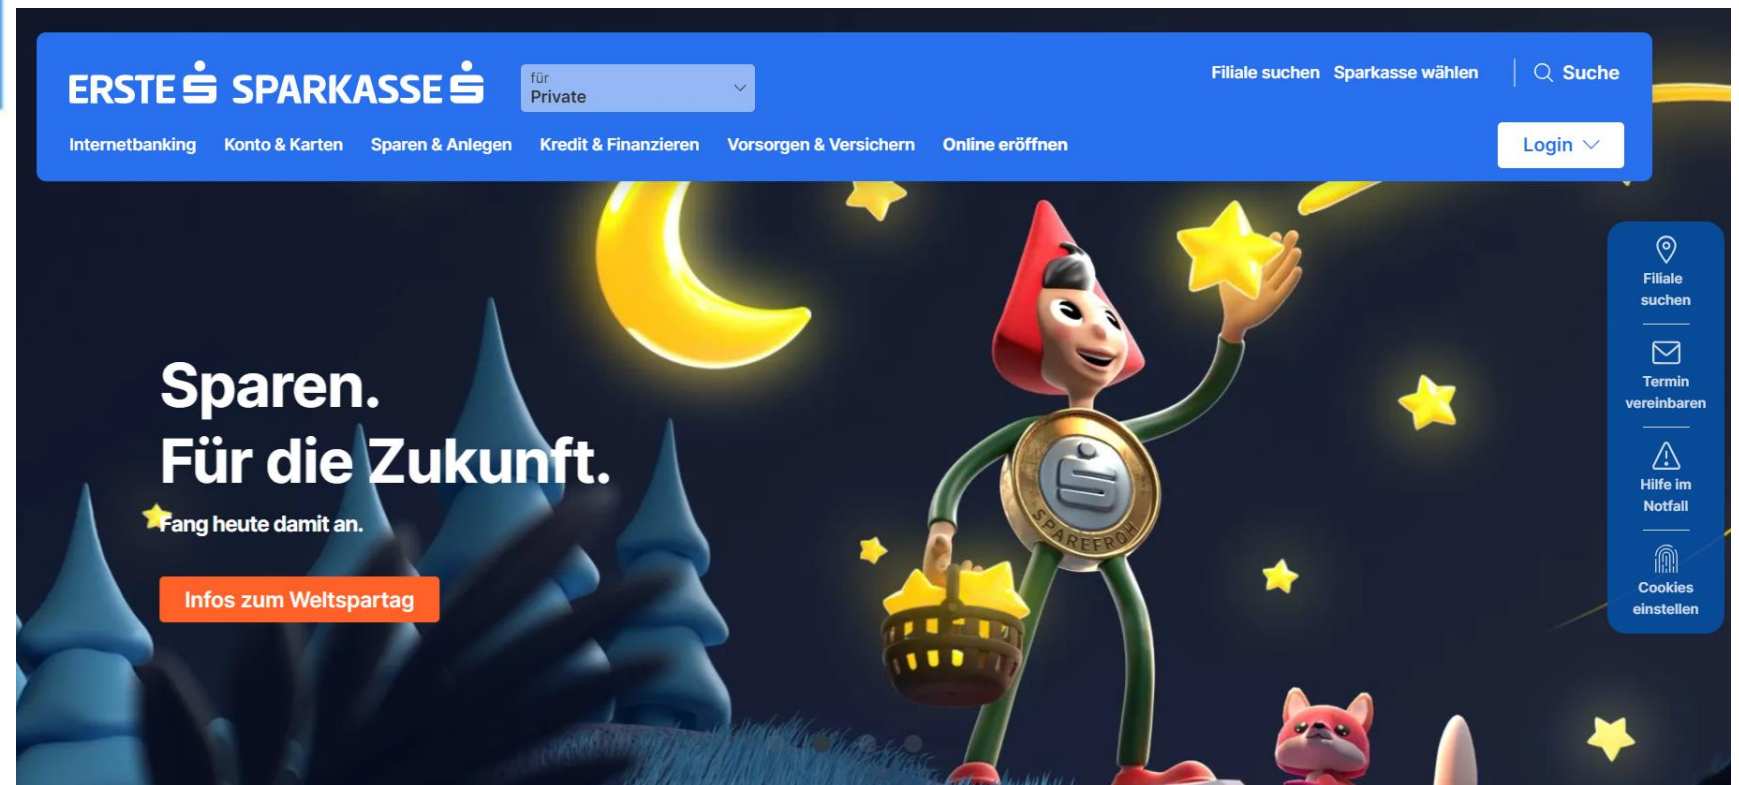 ERSTE SPARKASSE
für
Private
Filiale suchen Sparkasse wählen Suche
Internetbanking Konto & Karten Sparen & Anlegen Kredit & Finanzieren Vorsorgen & Versichern Online eröffnen Login
Sparen.
Für die Zukunft.
Fang heute damit an.
Infos zum Weltspartag
S
SPAREFROH
Filiale
suchen
Termin
vereinbaren
Hilfe im
Notfall
Cookies
einstellen